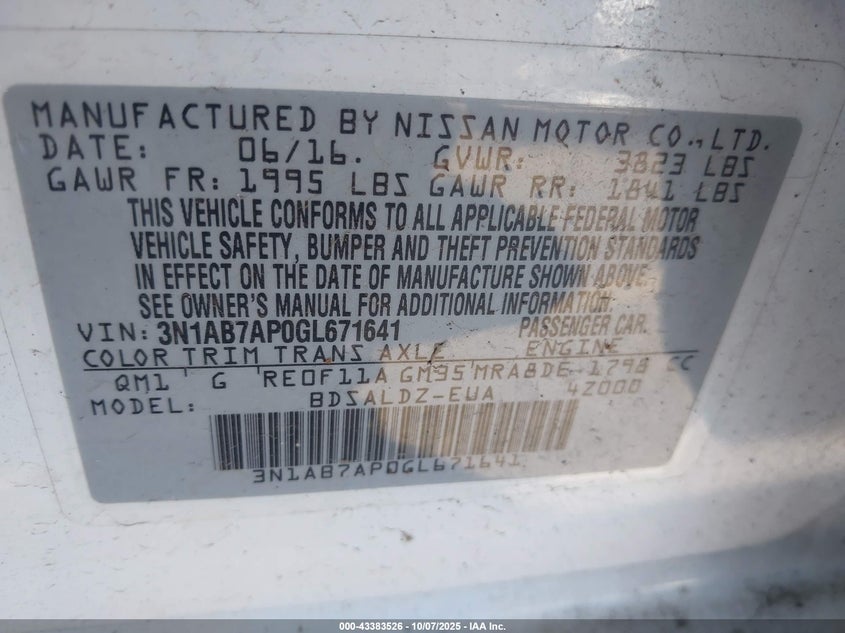 MANUFACTURED BY NISSAN MOTOR CO., LTD.
DATE: 06/16. GVWR: 3823 LBS
GAWR FR: 1995 LBS GAWR RR: 1841 LBS
THIS VEHICLE CONFORMS TO ALL APPLICABLE FEDERAL MOTOR
VEHICLE SAFETY, BUMPER AND THEFT PREVENTION STANDARDS
IN EFFECT ON THE DATE OF MANUFACTURE SHOWN ABOVE.
SEE OWNER'S MANUAL FOR ADDITIONAL INFORMATION.
VIN: 3N1AB7AP0GL671641 PASSENGER CAR.
COLOR TRIM TRANS AXLE ENGINE
QM1 G RE0F11A GM35 MRA8DE 1798 CC
MODEL: BDSALDZ-EWA 4Z000
3N1AB7AP0GL671641
000-43383526 - 10/07/2025 - IAA Inc.